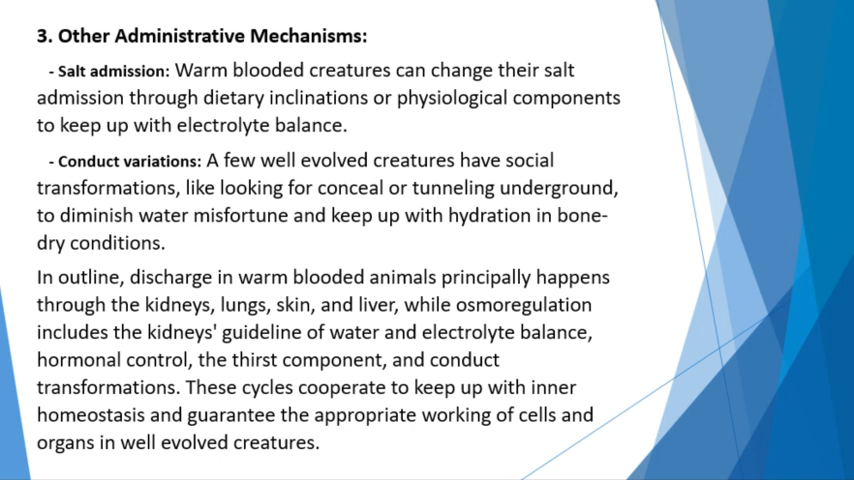 3. Other Administrative Mechanisms:
- Salt admission: Warm blooded creatures can change their salt
admission through dietary inclinations or physiological components
to keep up with electrolyte balance.
- Conduct variations: A few well evolved creatures have social
transformations, like looking for conceal or tunneling underground,
to diminish water misfortune and keep up with hydration in bone-
dry conditions.
In outline, discharge in warm blooded animals principally happens
through the kidneys, lungs, skin, and liver, while osmoregulation
includes the kidneys' guideline of water and electrolyte balance,
hormonal control, the thirst component, and conduct
transformations. These cycles cooperate to keep up with inner
homeostasis and guarantee the appropriate working of cells and
organs in well evolved creatures.